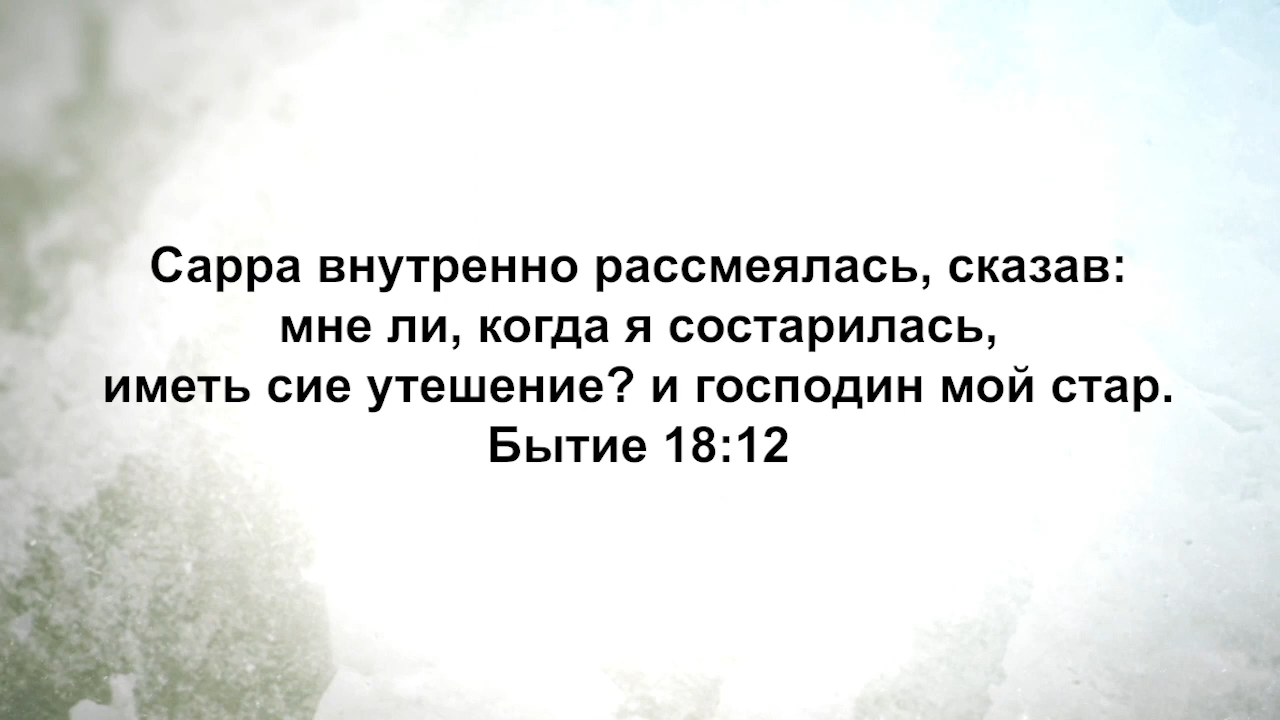 Сарра внутренно рассмеялась, сказав:
мне ли, когда я состарилась,
иметь сие утешение? и господин мой стар.
Бытие 18:12